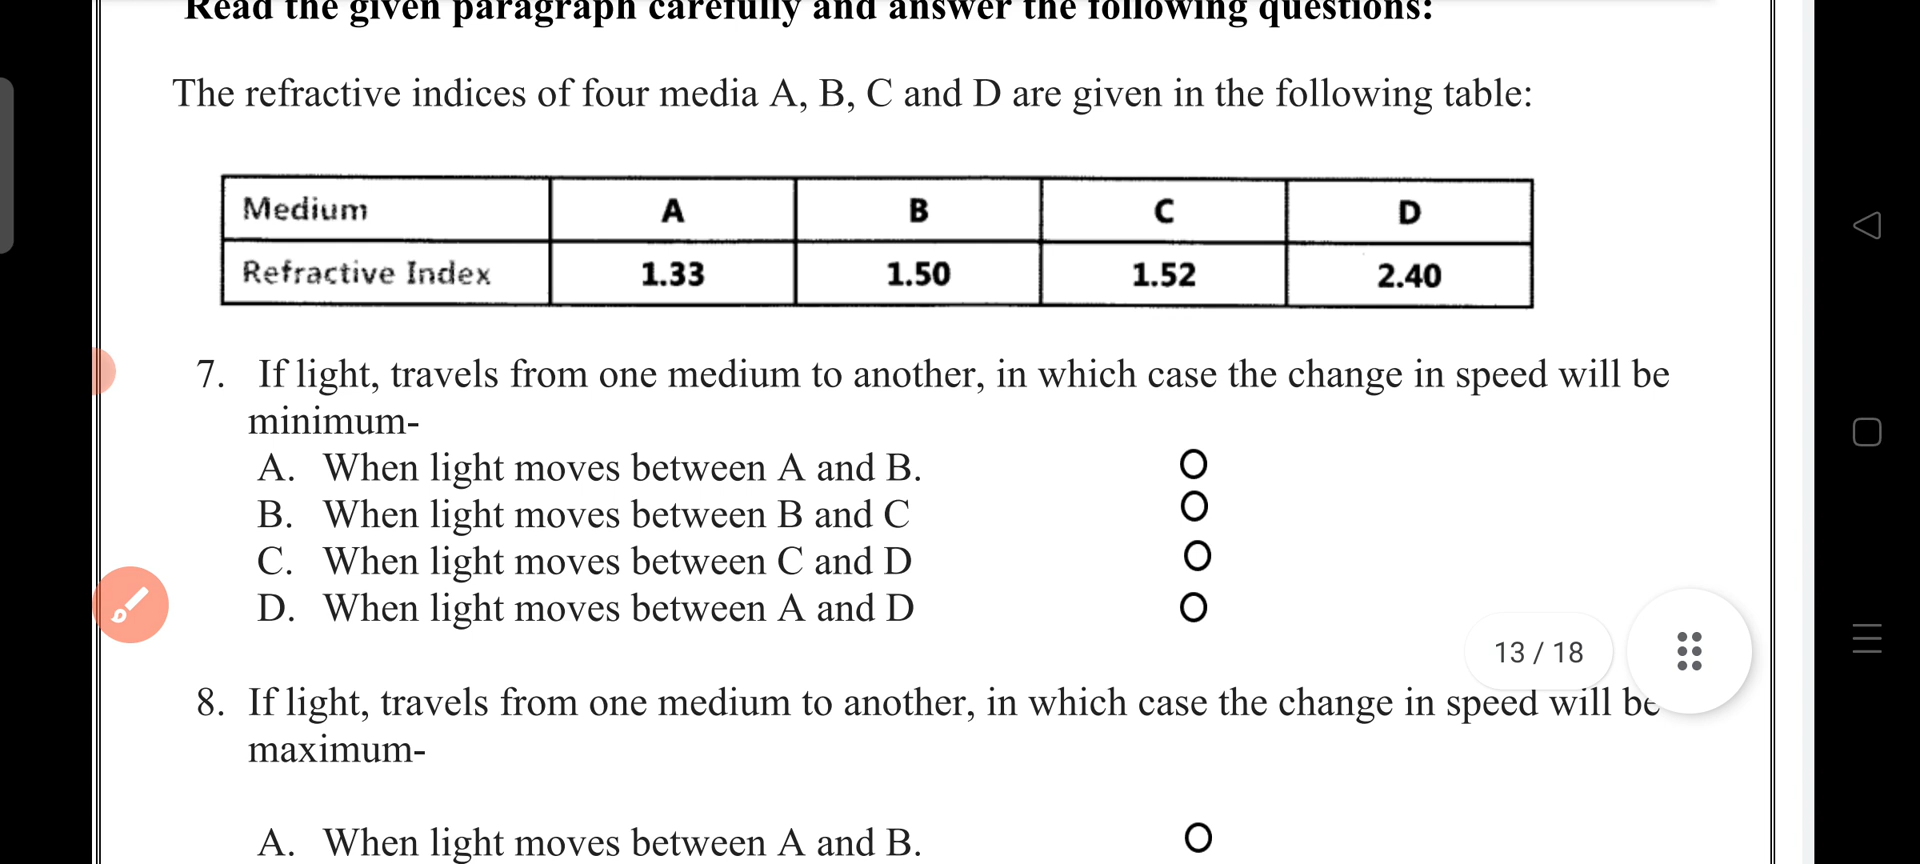 Read the given paragraph carefully and answer the following questions:
The refractive indices of four media A, B, C and D are given in the following table:
Medium A B C D
Refractive Index 1.33 1.50 1.52 2.40
7. If light, travels from one medium to another, in which case the change in speed will be
minimum-
A. When light moves between A and B.
B. When light moves between B and C
C. When light moves between C and D
D. When light moves between A and D
13 / 18
8. If light, travels from one medium to another, in which case the change in speed will be
maximum-
A. When light moves between A and B.